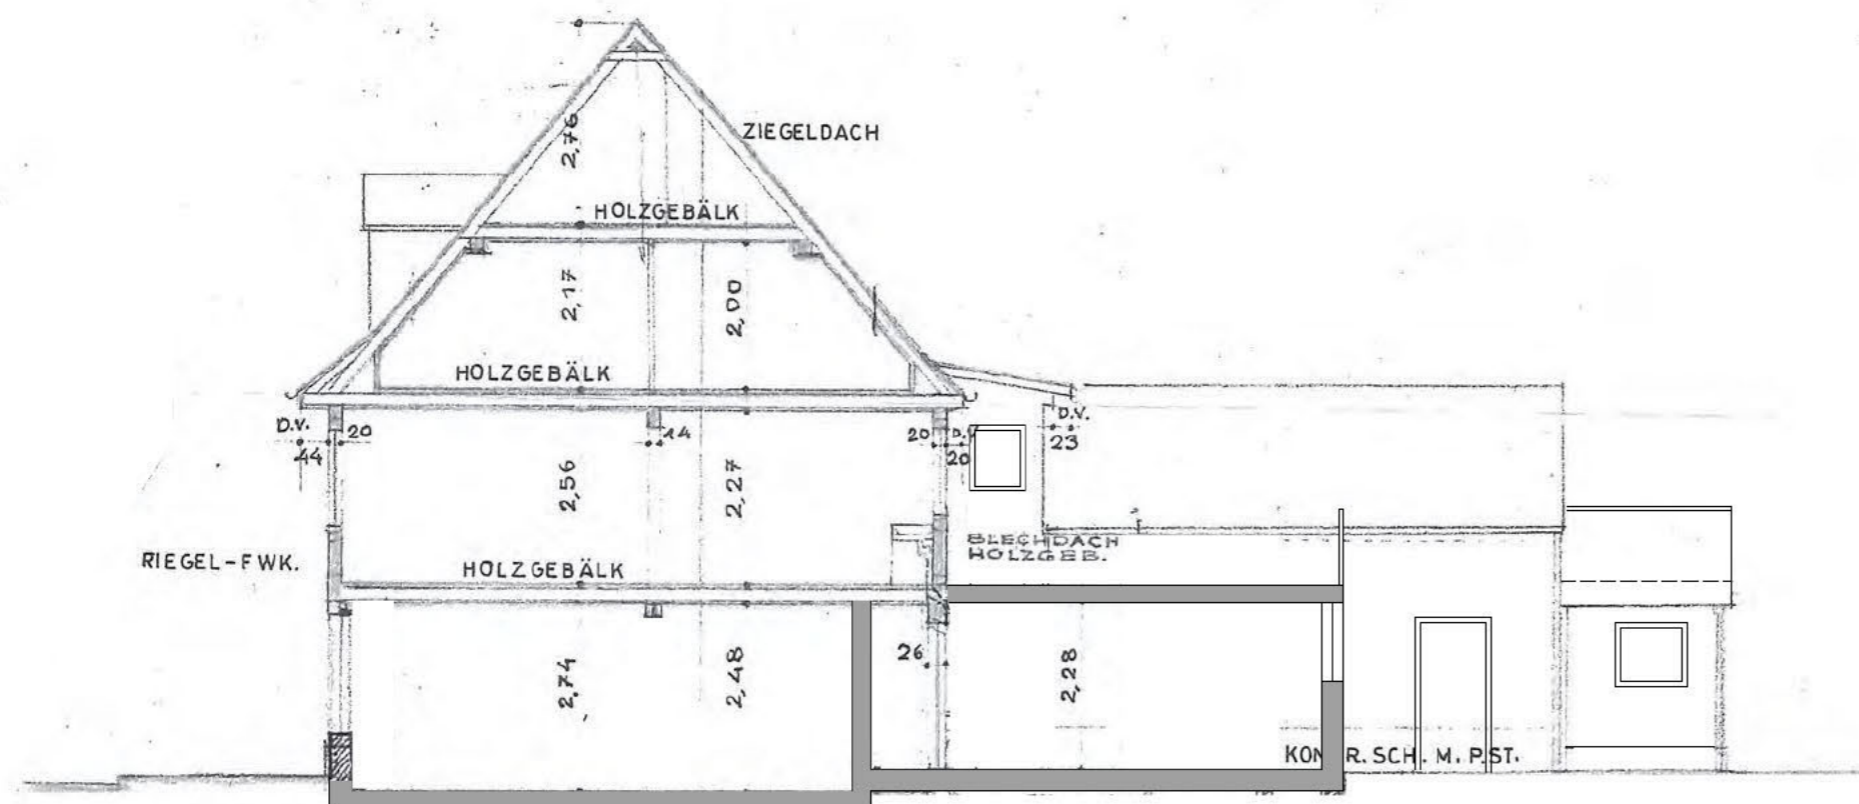 2,76
ZIEGELDACH
HOLZGEBÄLK
2,17
2,00
HOLZGEBÄLK
D.V.
20
14
20
D.V
D.V.
44
20
23
2,56
2,27
BLECHDACH
HOLZGEB.
RIEGEL-FWK.
HOLZGEBÄLK
26
2,74
2,48
2,28
R. SCH. M. P.ST.